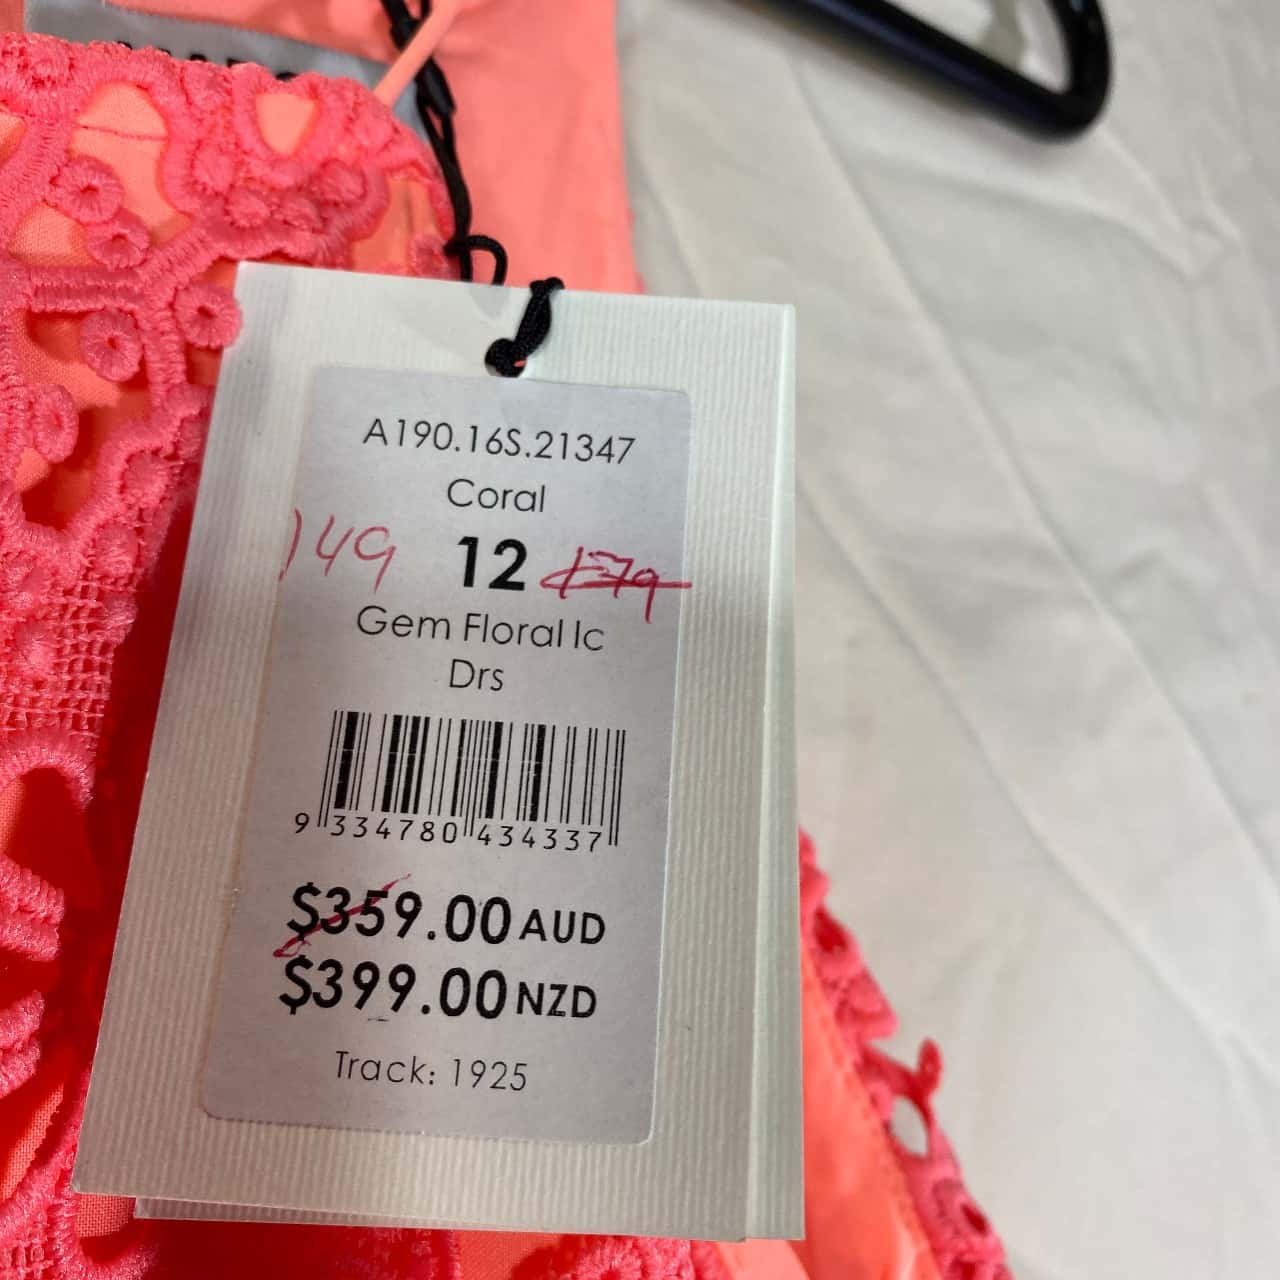 A190.16S.21347
Coral
149 12 179
Gem Floral lc
Drs
9 334780 434337
$359.00 AUD
$399.00 NZD
Track: 1925